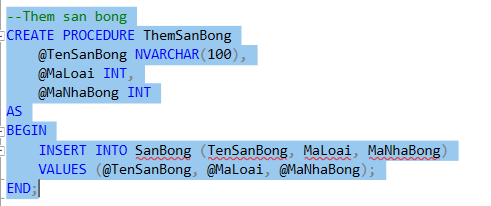 --Them san bong
CREATE PROCEDURE ThemSanBong
    @TenSanBong NVARCHAR(100),
    @MaLoai INT,
    @MaNhaBong INT
AS
BEGIN
    INSERT INTO SanBong (TenSanBong, MaLoai, MaNhaBong)
    VALUES (@TenSanBong, @MaLoai, @MaNhaBong);
END;